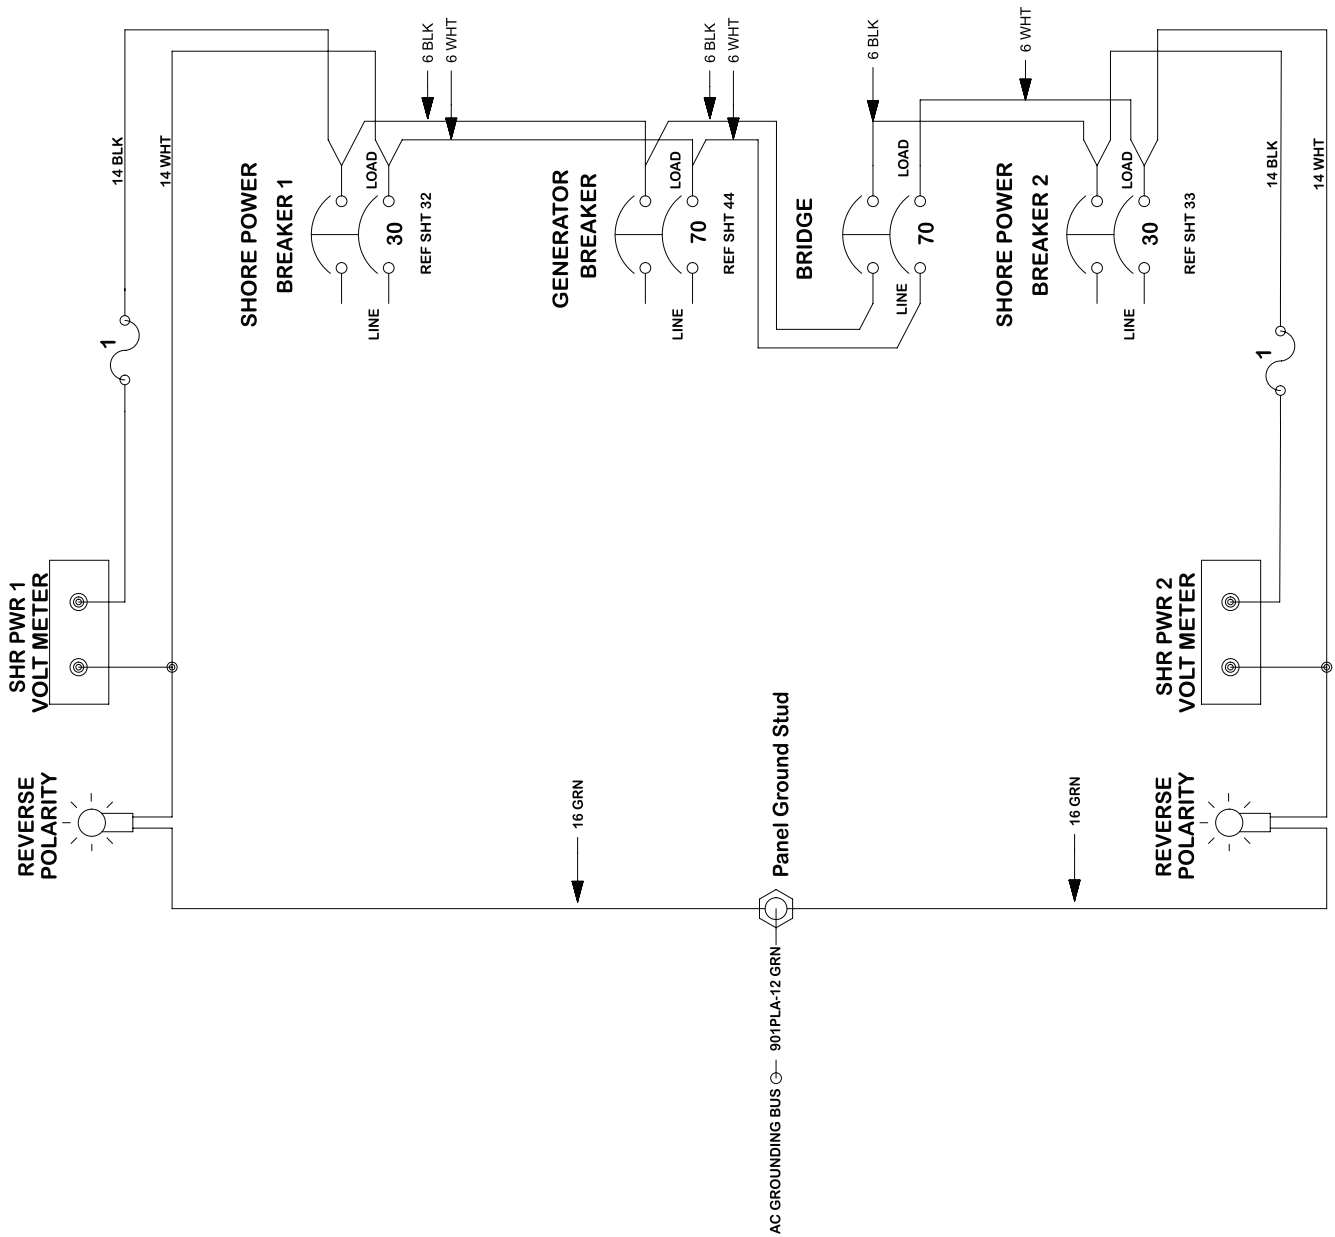 14 BLK
14 WHT
6 BLK
6 WHT
6 BLK
6 WHT
6 BLK
6 WHT
14 BLK
14 WHT
SHORE POWER
BREAKER 1
LOAD
30
REF SHT 32
LINE
GENERATOR
BREAKER
LOAD
70
REF SHT 44
LINE
BRIDGE
LOAD
70
LINE
SHORE POWER
BREAKER 2
LOAD
30
REF SHT 33
LINE
1
1
SHR PWR 1
VOLT METER
SHR PWR 2
VOLT METER
REVERSE
POLARITY
REVERSE
POLARITY
16 GRN
Panel Ground Stud
16 GRN
AC GROUNDING BUS
901PLA-12 GRN